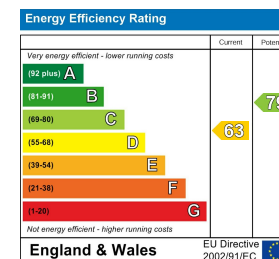 Energy Efficiency Rating
Current
Very energy efficient - lower running costs
(92 plus) A
(81-91) B
(69-80) C
(55-68) D
63
(39-54) E
(21-38) F
(1-20) G
Not energy efficient - higher running costs
England & Wales
EU Directive
2002/91/EC